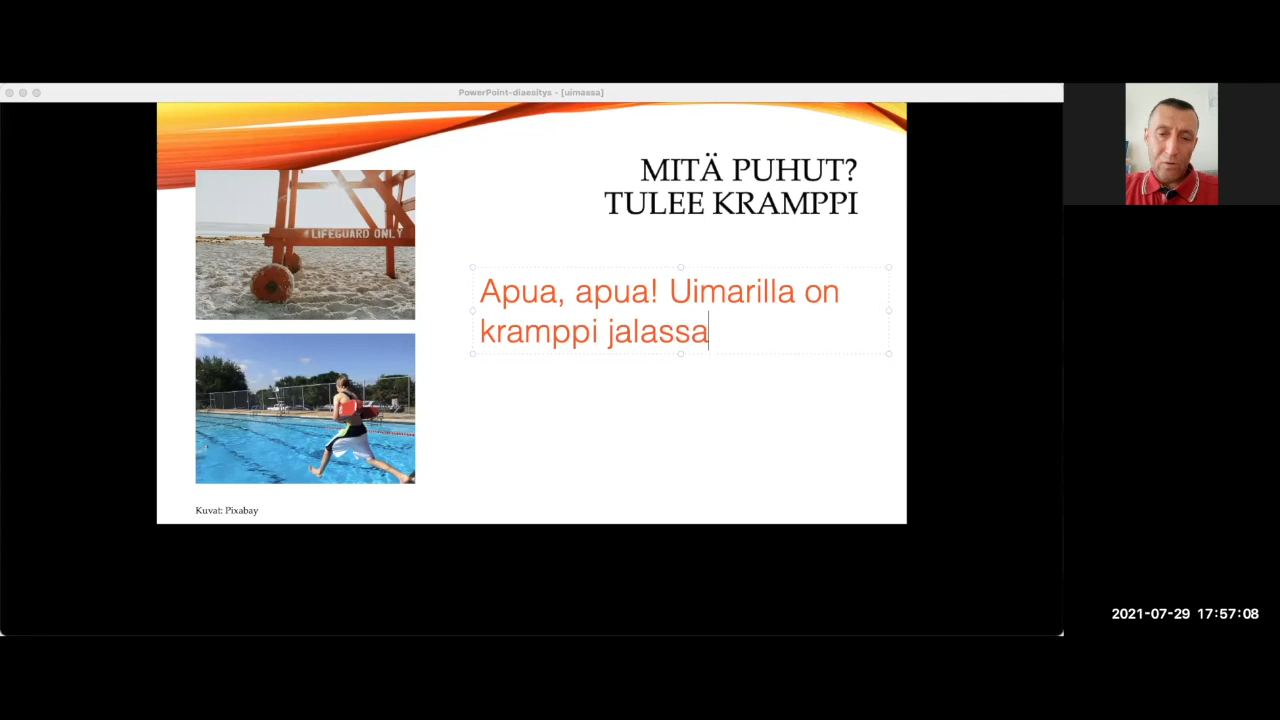 PowerPoint-diaesitys - [uimassa]
MITÄ PUHUT?
TULEE KRAMPPI
LIFEGUARD ONLY
Apua, apua! Uimarilla on
kramppi jalassa
Kuvat: Pixabay
2021-07-29 17:57:08